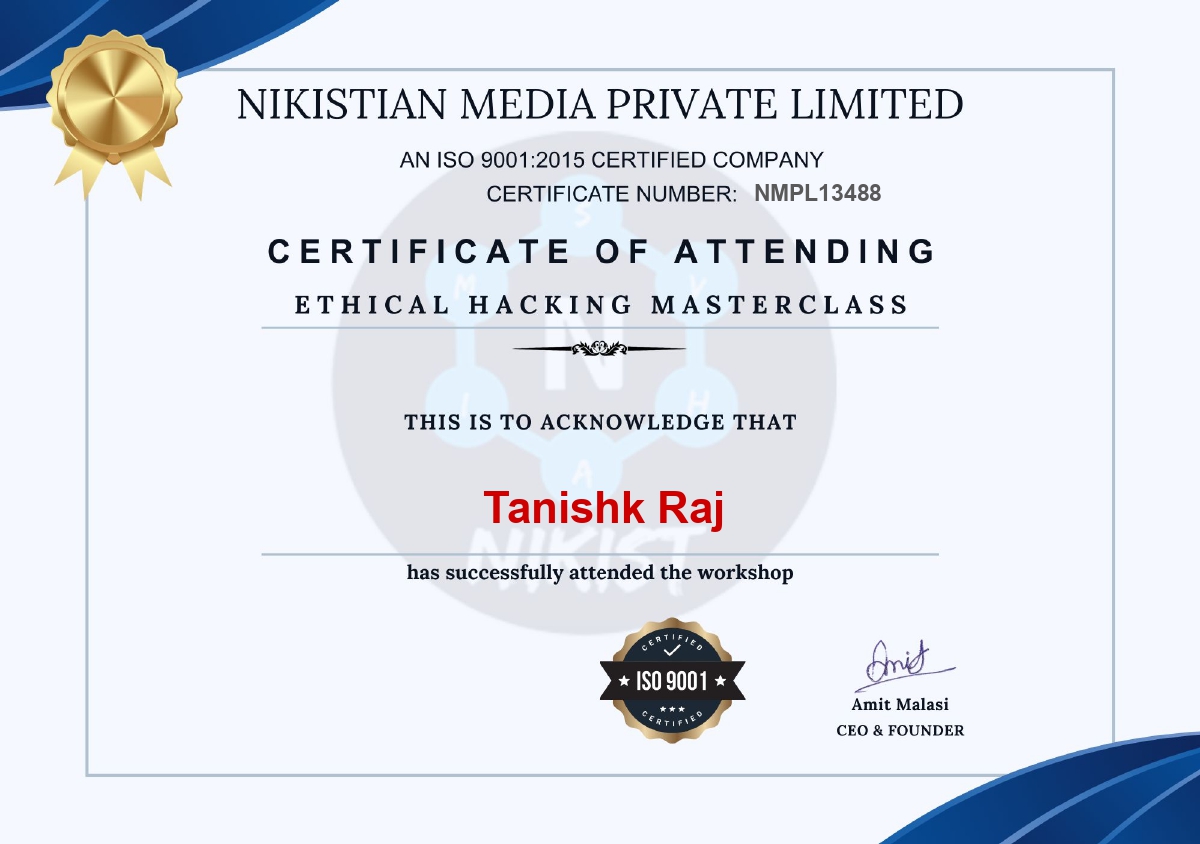 NIKISTIAN MEDIA PRIVATE LIMITED
AN ISO 9001:2015 CERTIFIED COMPANY
CERTIFICATE NUMBER: NMPL13488
CERTIFICATE OF ATTENDING
ETHICAL HACKING MASTERCLASS
S
M
V
N
I
H
A
THIS IS TO ACKNOWLEDGE THAT
Tanishk Raj
NIKIST
has successfully attended the workshop
CERTIFIED
ISO 9001
CERTIFIED
Amit
Amit Malasi
CEO & FOUNDER